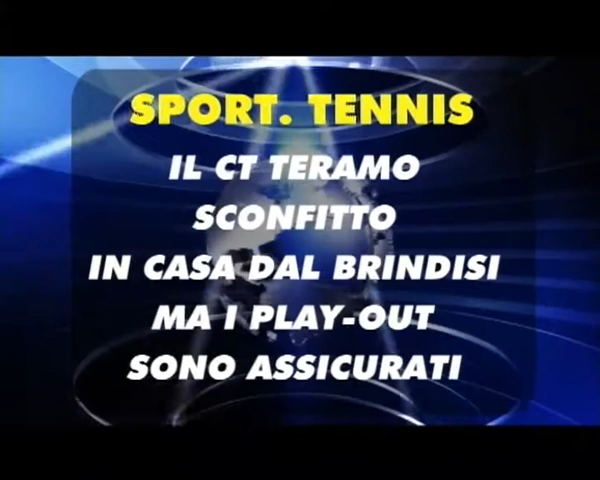 SPORT. TENNIS
IL CT TERAMO
SCONFITTO
IN CASA DAL BRINDISI
MA I PLAY-OUT
SONO ASSICURATI